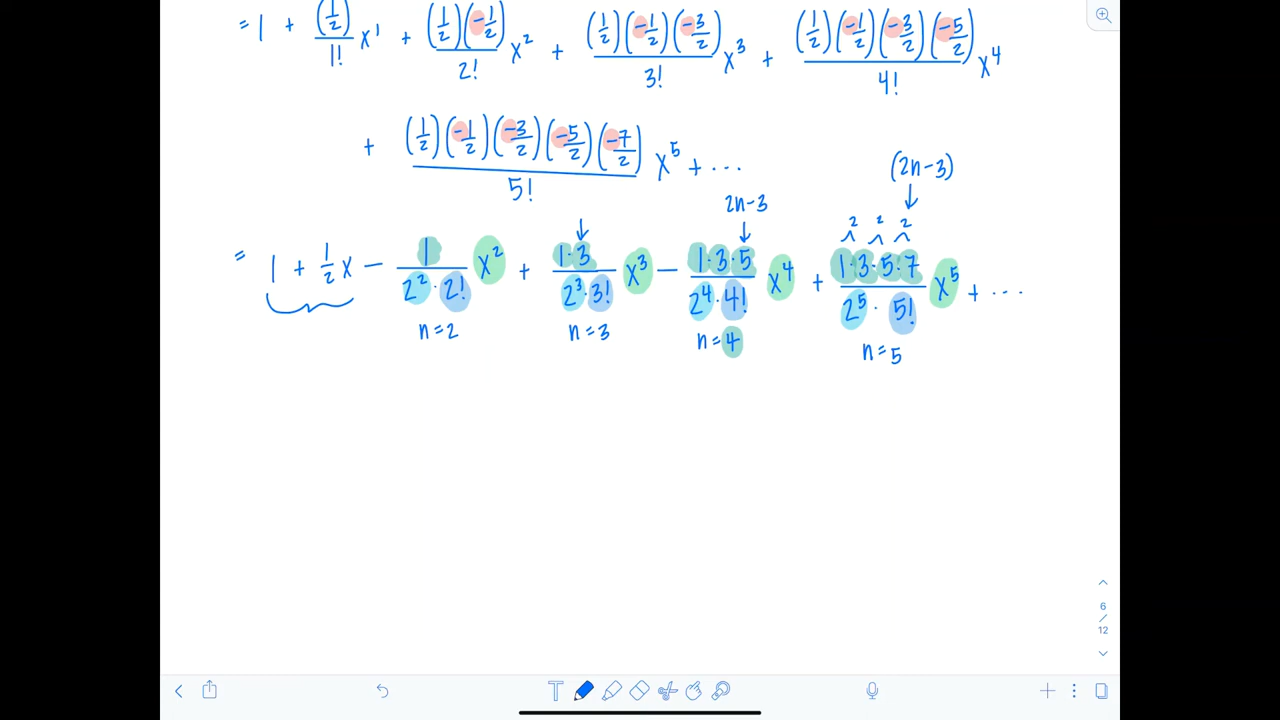 = 1 + (1/2)/1! x¹ + (1/2)(-1/2)/2! x² + (1/2)(-1/2)(-3/2)/3! x³ + (1/2)(-1/2)(-3/2)(-5/2)/4! x⁴
+ (1/2)(-1/2)(-3/2)(-5/2)(-7/2)/5! x⁵ + ...
(2n-3)
2n-3
2 2 2
= 1 + 1/2 x - 1/(2²·2!) x² + 1·3/(2³·3!) x³ - 1·3·5/(2⁴·4!) x⁴ + 1·3·5·7/(2⁵·5!) x⁵ + ...
n=2 n=3 n=4 n=5
6
/
12
T